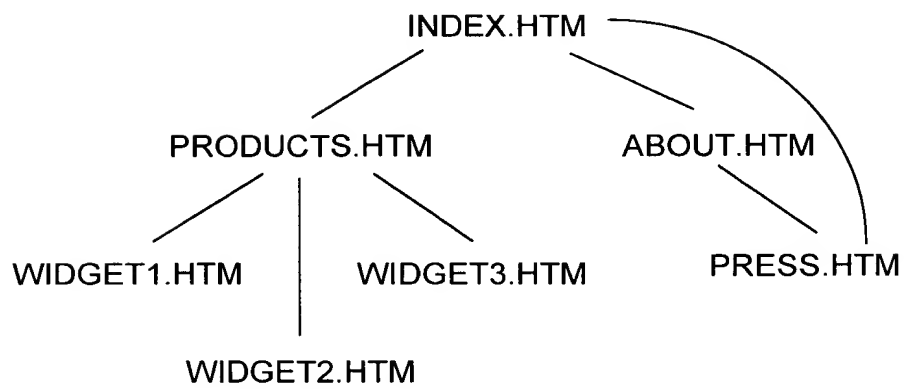 INDEX.HTM
PRODUCTS.HTM
ABOUT.HTM
WIDGET1.HTM
WIDGET3.HTM
PRESS.HTM
WIDGET2.HTM